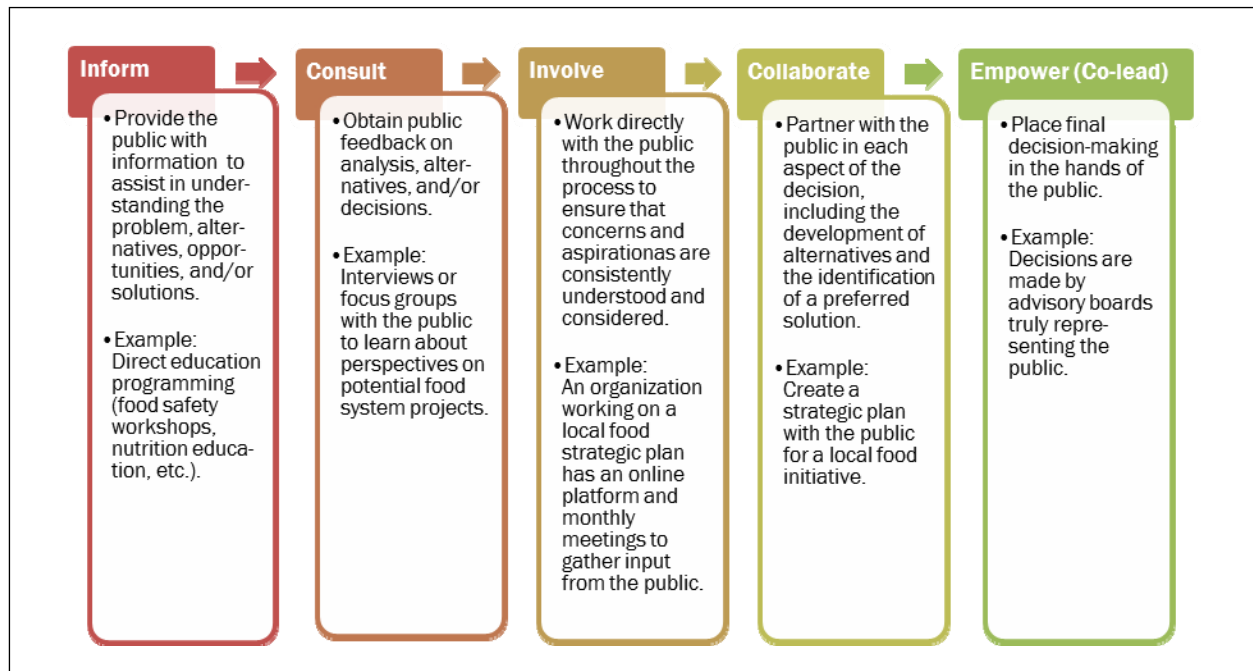 Inform
• Provide the
public with
information to
assist in under-
standing the
problem, alter-
natives, oppor-
tunities, and/or
solutions.
• Example:
Direct education
programming
(food safety
workshops,
nutrition educa-
tion, etc.).
Consult
• Obtain public
feedback on
analysis, alter-
natives, and/or
decisions.
• Example:
Interviews or
focus groups
with the public
to learn about
perspectives on
potential food
system projects.
Involve
• Work directly
with the public
throughout the
process to
ensure that
concerns and
aspirationas are
consistently
understood and
considered.
• Example:
An organization
working on a
local food
strategic plan
has an online
platform and
monthly
meetings to
gather input
from the public.
Collaborate
• Partner with the
public in each
aspect of the
decision,
including the
development of
alternatives and
the identification
of a preferred
solution.
• Example:
Create a
strategic plan
with the public
for a local food
initiative.
Empower (Co-lead)
• Place final
decision-making
in the hands of
the public.
• Example:
Decisions are
made by
advisory boards
truly repre-
senting the
public.